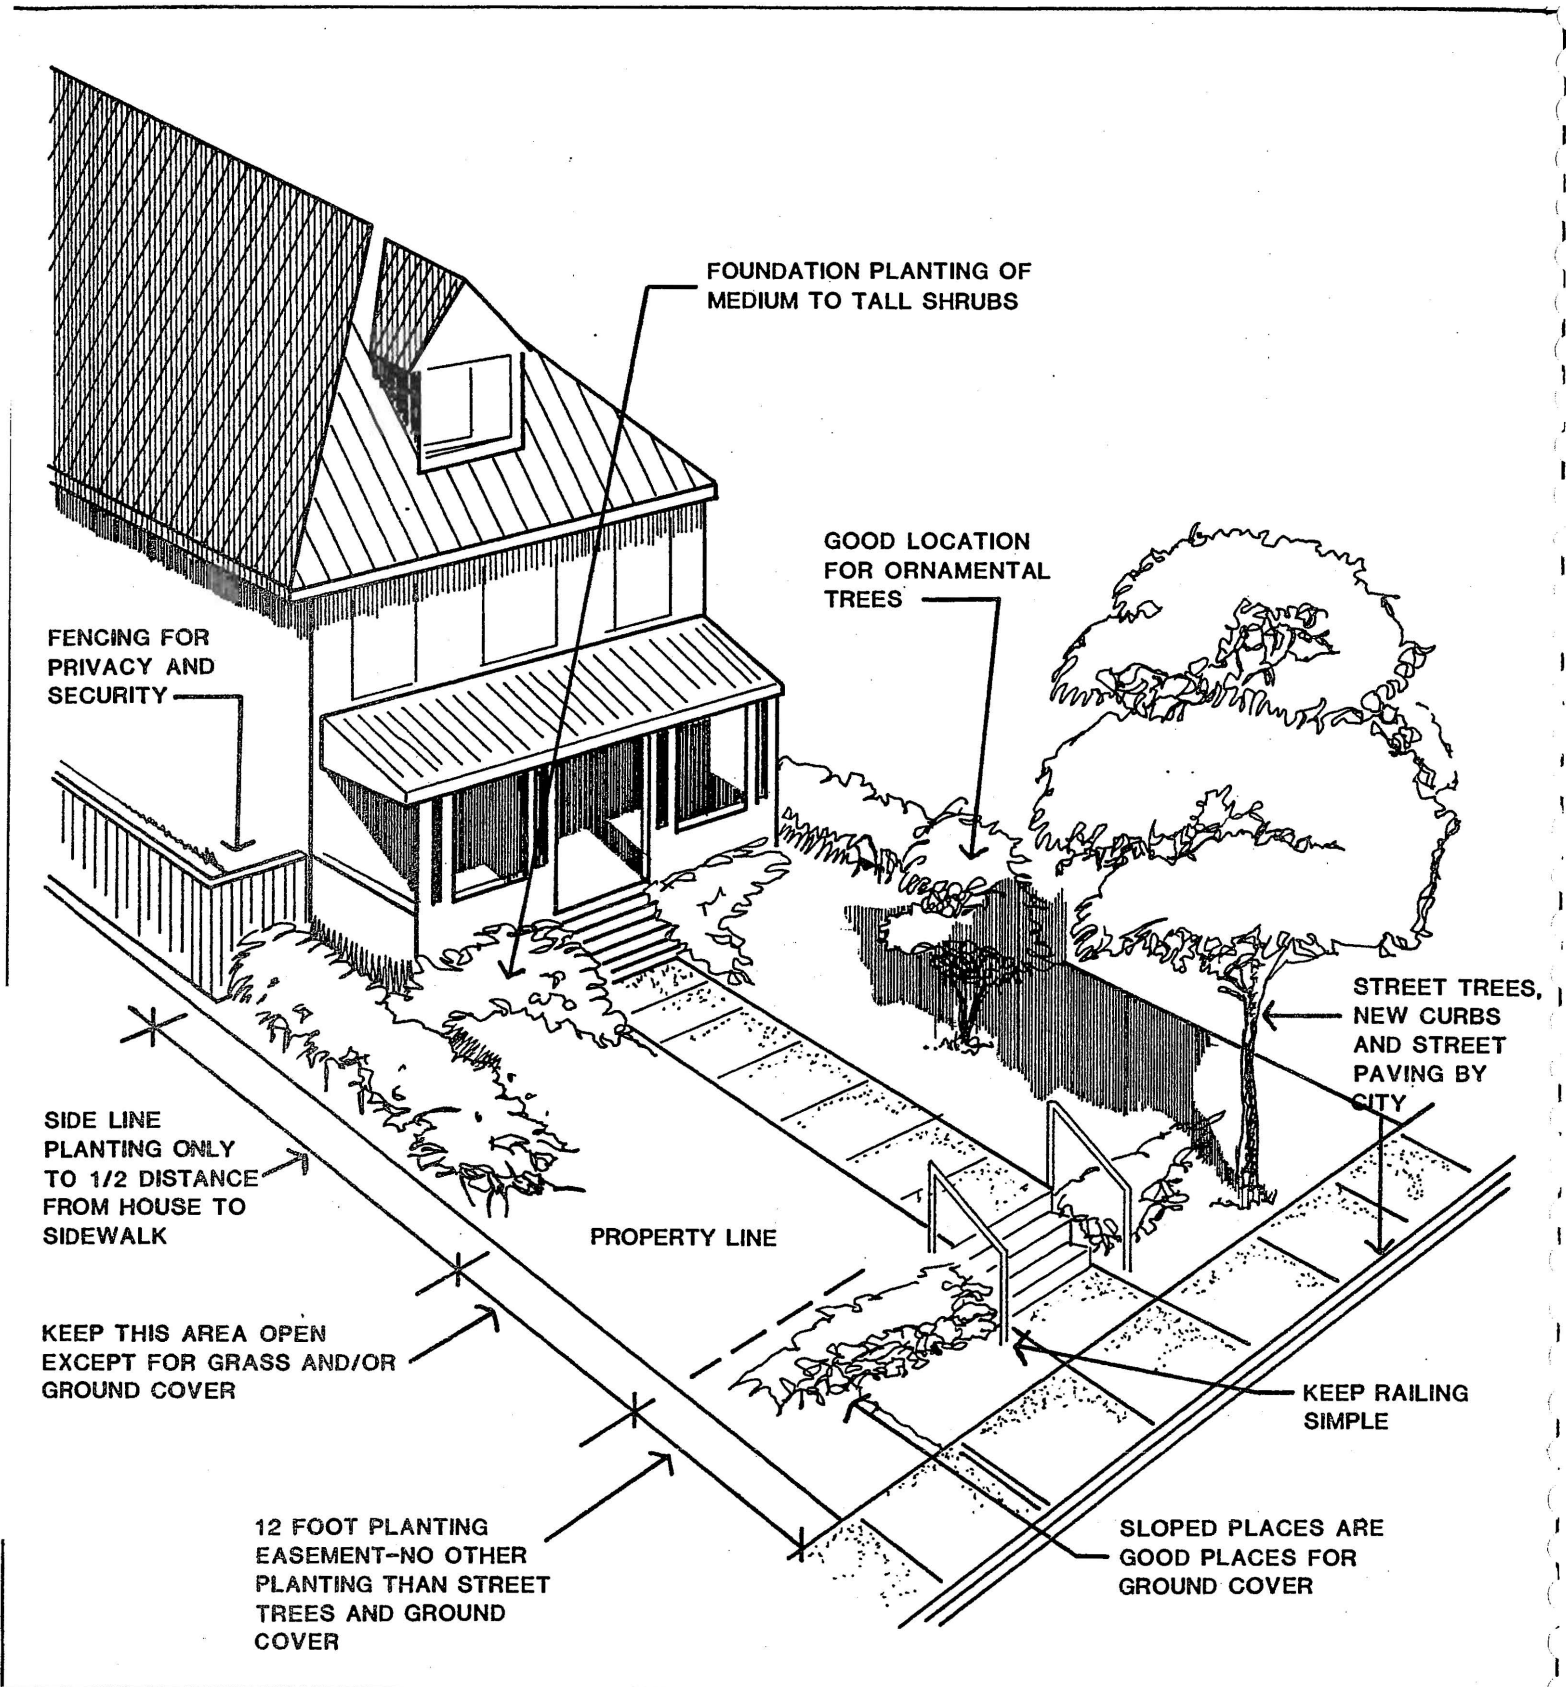 FOUNDATION PLANTING OF
MEDIUM TO TALL SHRUBS
GOOD LOCATION
FOR ORNAMENTAL
TREES
FENCING FOR
PRIVACY AND
SECURITY
STREET TREES,
NEW CURBS
AND STREET
PAVING BY
CITY
SIDE LINE
PLANTING ONLY
TO 1/2 DISTANCE
FROM HOUSE TO
SIDEWALK
PROPERTY LINE
KEEP THIS AREA OPEN
EXCEPT FOR GRASS AND/OR
GROUND COVER
KEEP RAILING
SIMPLE
12 FOOT PLANTING
EASEMENT-NO OTHER
PLANTING THAN STREET
TREES AND GROUND
COVER
SLOPED PLACES ARE
GOOD PLACES FOR
GROUND COVER